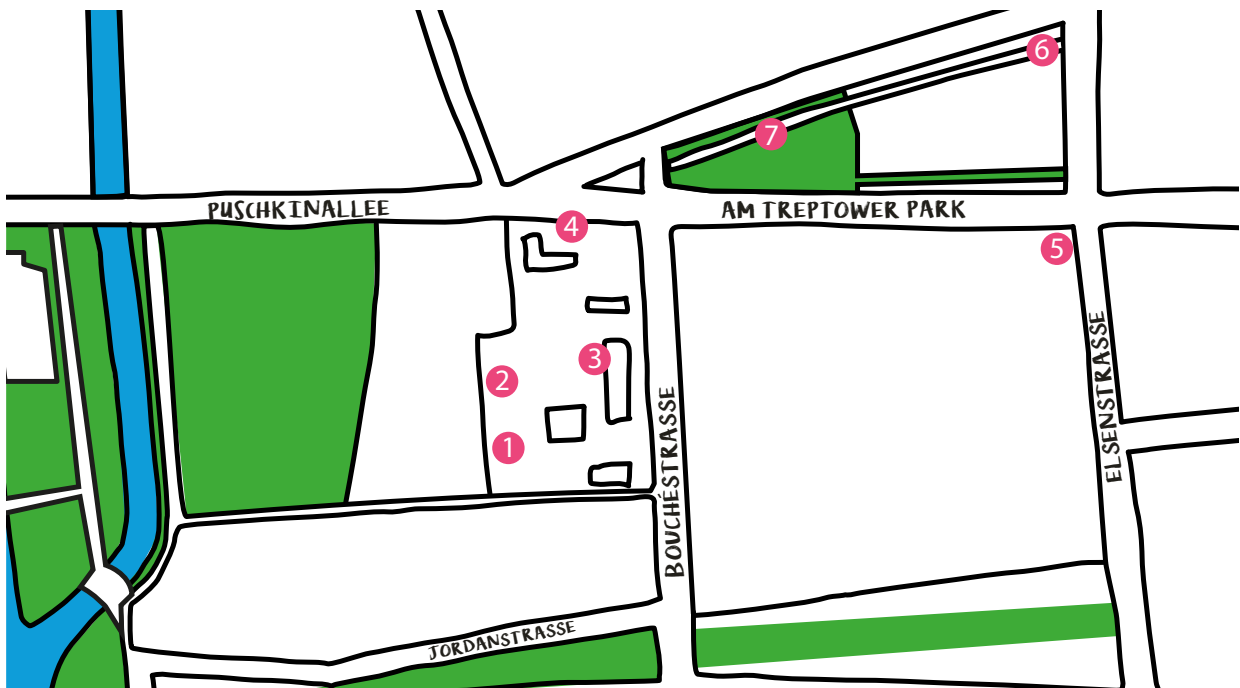 6
7
PUSCHKINALLEE
AM TREPTOWER PARK
4
5
3
2
1
BOUCHÉSTRASSE
ELSENSTRASSE
JORDANSTRASSE